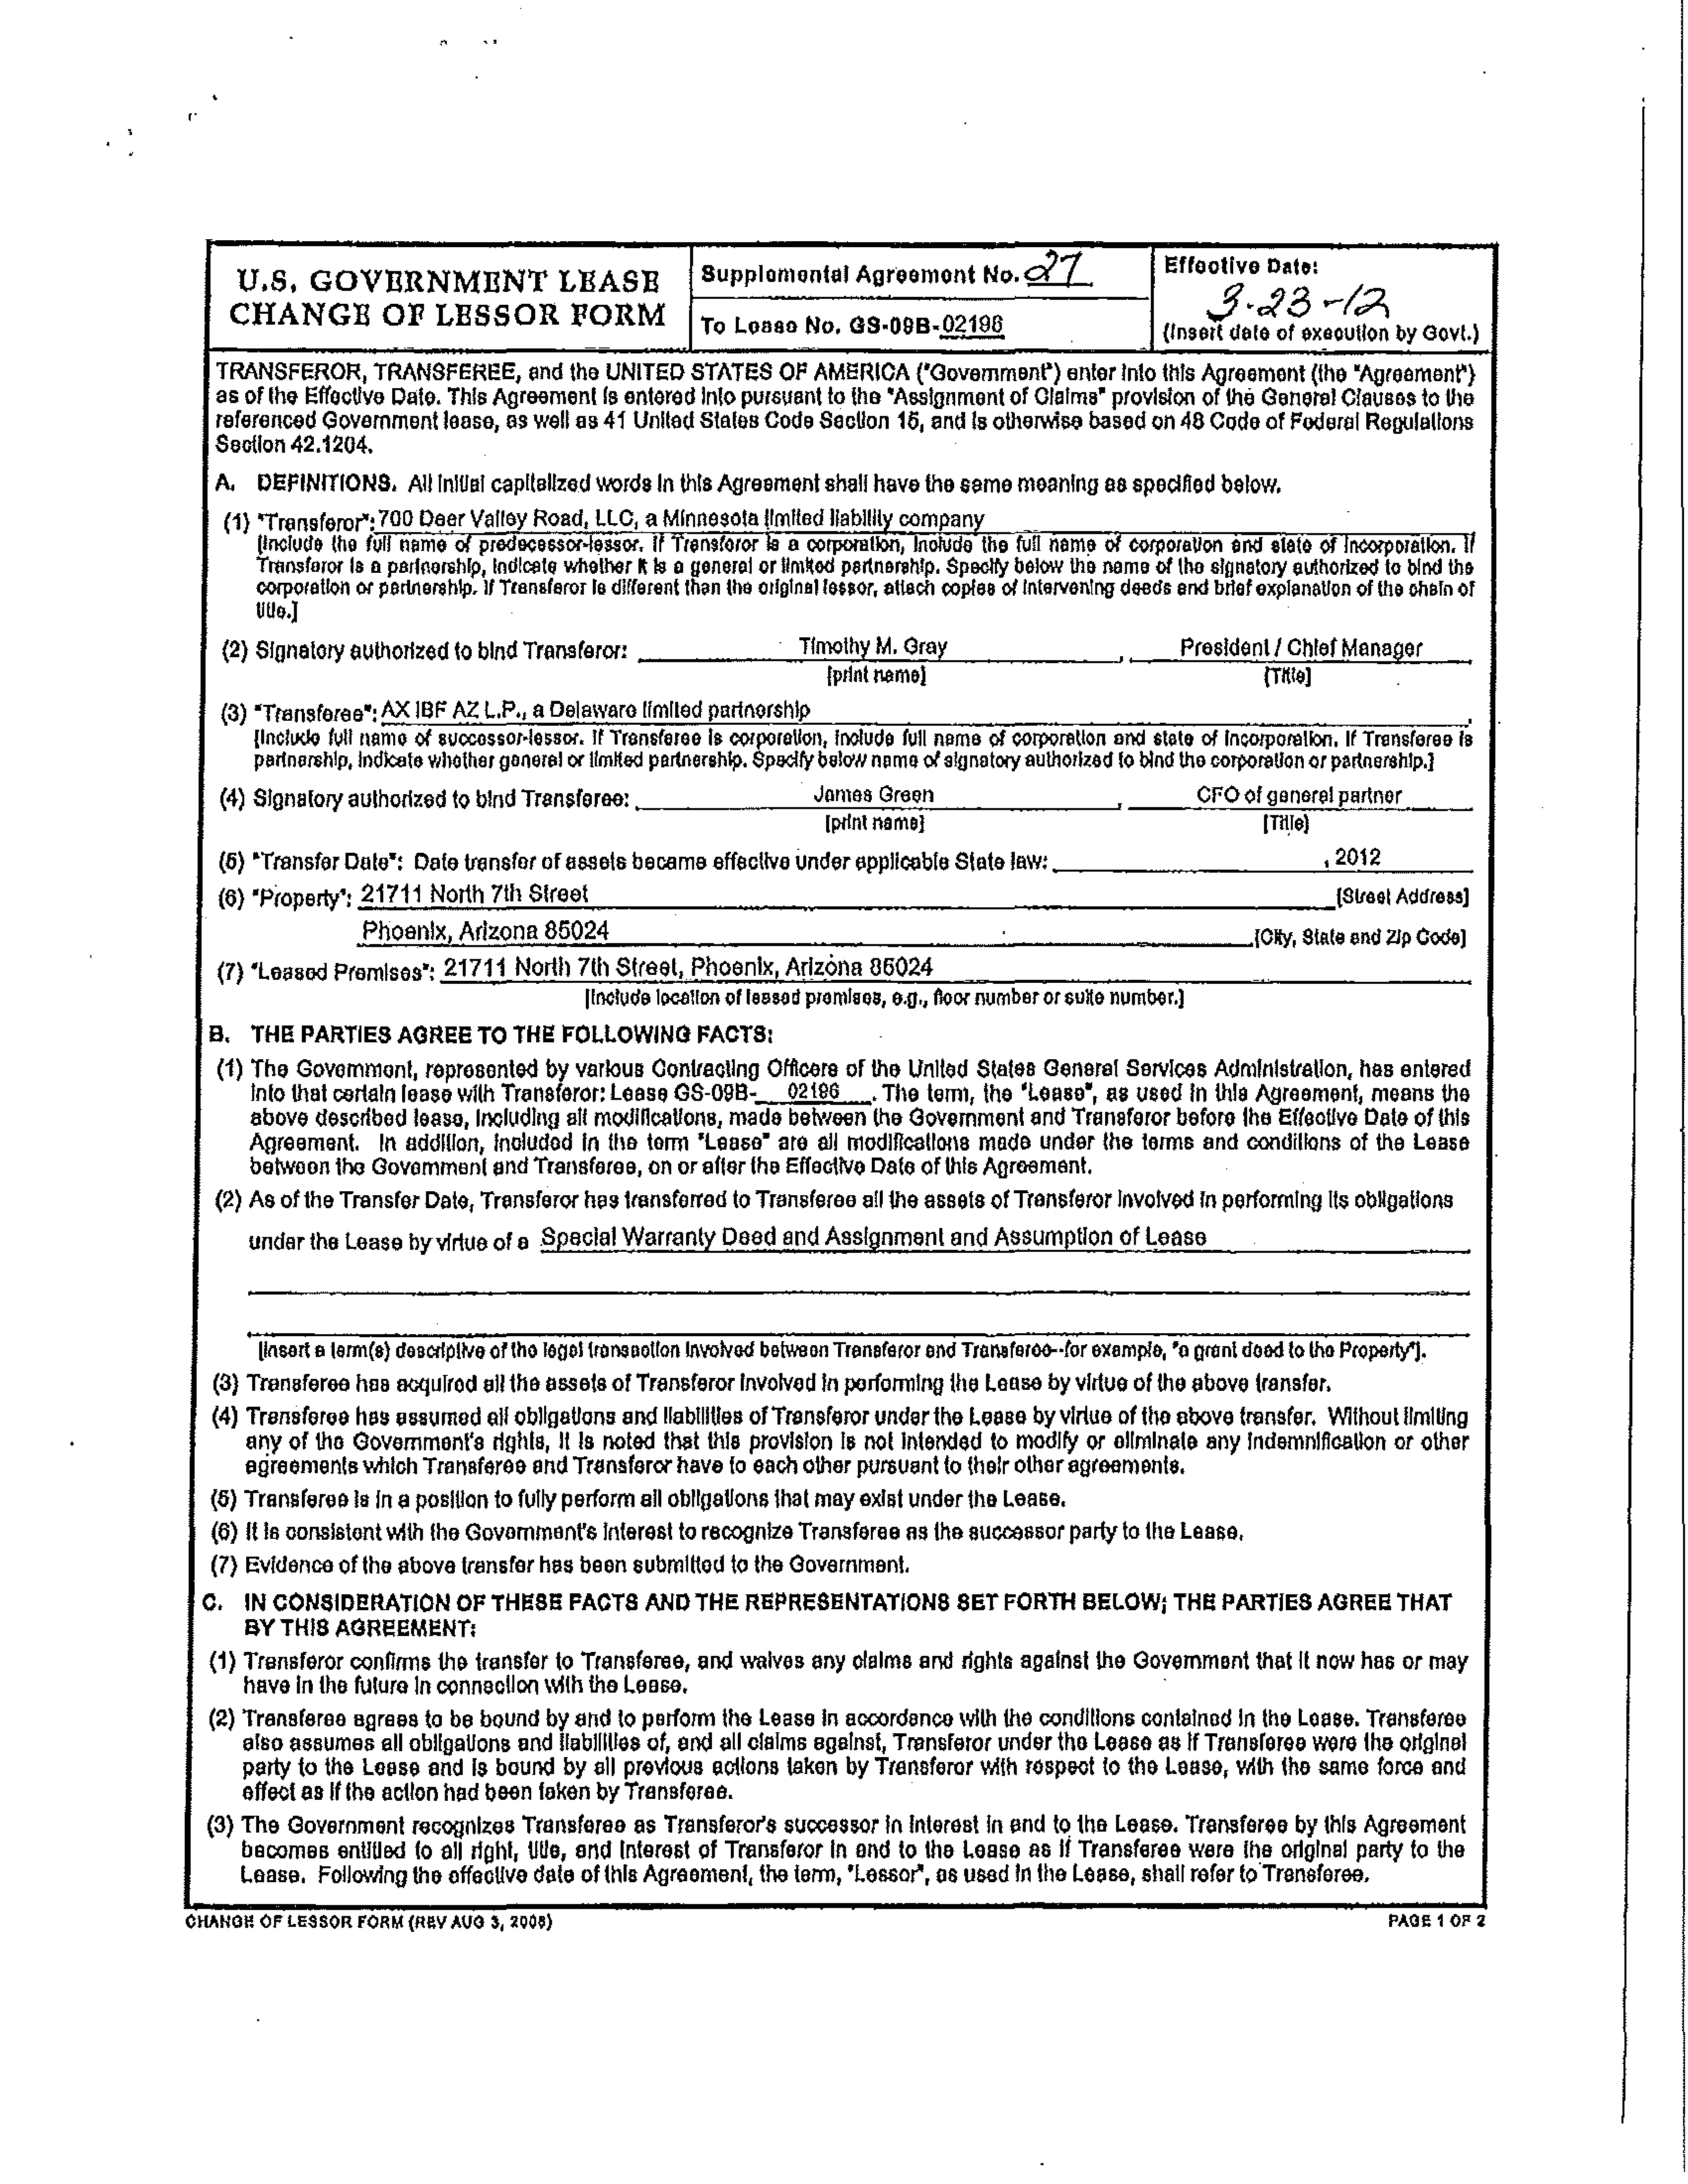 U.S. GOVERNMENT LEASE
CHANGE OF LESSOR FORM
Supplemental Agreement No. 27
To Lease No. GS-09B-02196
Effective Date:
3-23-12
(Insert date of execution by Govt.)
TRANSFEROR, TRANSFEREE, and the UNITED STATES OF AMERICA ("Government") enter into this Agreement (the "Agreement")
as of the Effective Date. This Agreement is entered into pursuant to the "Assignment of Claims" provision of the General Clauses to the
referenced Government lease, as well as 41 United States Code Section 15, and is otherwise based on 48 Code of Federal Regulations
Section 42.1204.
A. DEFINITIONS. All initial capitalized words in this Agreement shall have the same meaning as specified below.
(1) "Transferor": 700 Deer Valley Road, LLC, a Minnesota limited liability company
[Include the full name of predecessor-lessor. If Transferor is a corporation, include the full name of corporation and state of incorporation. If
Transferor is a partnership, indicate whether it is a general or limited partnership. Specify below the name of the signatory authorized to bind the
corporation or partnership. If Transferor is different than the original lessor, attach copies of intervening deeds and brief explanation of the chain of
title.]
(2) Signatory authorized to bind Transferor: Timothy M. Gray , President / Chief Manager
[print name] [Title]
(3) "Transferee": AX IBF AZ L.P., a Delaware limited partnership.
[Include full name of successor-lessor. If Transferee is corporation, include full name of corporation and state of incorporation. If Transferee is
partnership, indicate whether general or limited partnership. Specify below name of signatory authorized to bind the corporation or partnership.]
(4) Signatory authorized to bind Transferee: James Green , CFO of general partner
[print name] [Title]
(5) "Transfer Date": Date transfer of assets became effective under applicable State law: , 2012
(6) "Property": 21711 North 7th Street [Street Address]
Phoenix, Arizona 85024 [City, State and Zip Code]
(7) "Leased Premises": 21711 North 7th Street, Phoenix, Arizona 85024
[Include location of leased premises, e.g., floor number or suite number.]
B. THE PARTIES AGREE TO THE FOLLOWING FACTS:
(1) The Government, represented by various Contracting Officers of the United States General Services Administration, has entered
into that certain lease with Transferor: Lease GS-09B- 02196 . The term, the "Lease", as used in this Agreement, means the
above described lease, including all modifications, made between the Government and Transferor before the Effective Date of this
Agreement. In addition, included in the term "Lease" are all modifications made under the terms and conditions of the Lease
between the Government and Transferee, on or after the Effective Date of this Agreement.
(2) As of the Transfer Date, Transferor has transferred to Transferee all the assets of Transferor involved in performing its obligations
under the Lease by virtue of a Special Warranty Deed and Assignment and Assumption of Lease
[Insert a term(s) descriptive of the legal transaction involved between Transferor and Transferee--for example, "a grant deed to the Property"].
(3) Transferee has acquired all the assets of Transferor involved in performing the Lease by virtue of the above transfer.
(4) Transferee has assumed all obligations and liabilities of Transferor under the Lease by virtue of the above transfer. Without limiting
any of the Government's rights, it is noted that this provision is not intended to modify or eliminate any indemnification or other
agreements which Transferee and Transferor have to each other pursuant to their other agreements.
(5) Transferee is in a position to fully perform all obligations that may exist under the Lease.
(6) It is consistent with the Government's interest to recognize Transferee as the successor party to the Lease.
(7) Evidence of the above transfer has been submitted to the Government.
C. IN CONSIDERATION OF THESE FACTS AND THE REPRESENTATIONS SET FORTH BELOW; THE PARTIES AGREE THAT
BY THIS AGREEMENT:
(1) Transferor confirms the transfer to Transferee, and waives any claims and rights against the Government that it now has or may
have in the future in connection with the Lease.
(2) Transferee agrees to be bound by and to perform the Lease in accordance with the conditions contained in the Lease. Transferee
also assumes all obligations and liabilities of, and all claims against, Transferor under the Lease as if Transferee were the original
party to the Lease and is bound by all previous actions taken by Transferor with respect to the Lease, with the same force and
effect as if the action had been taken by Transferee.
(3) The Government recognizes Transferee as Transferor's successor in interest in and to the Lease. Transferee by this Agreement
becomes entitled to all right, title, and interest of Transferor in and to the Lease as if Transferee were the original party to the
Lease. Following the effective date of this Agreement, the term, "Lessor", as used in the Lease, shall refer to Transferee.
CHANGE OF LESSOR FORM (REV AUG 3, 2008)
PAGE 1 OF 2